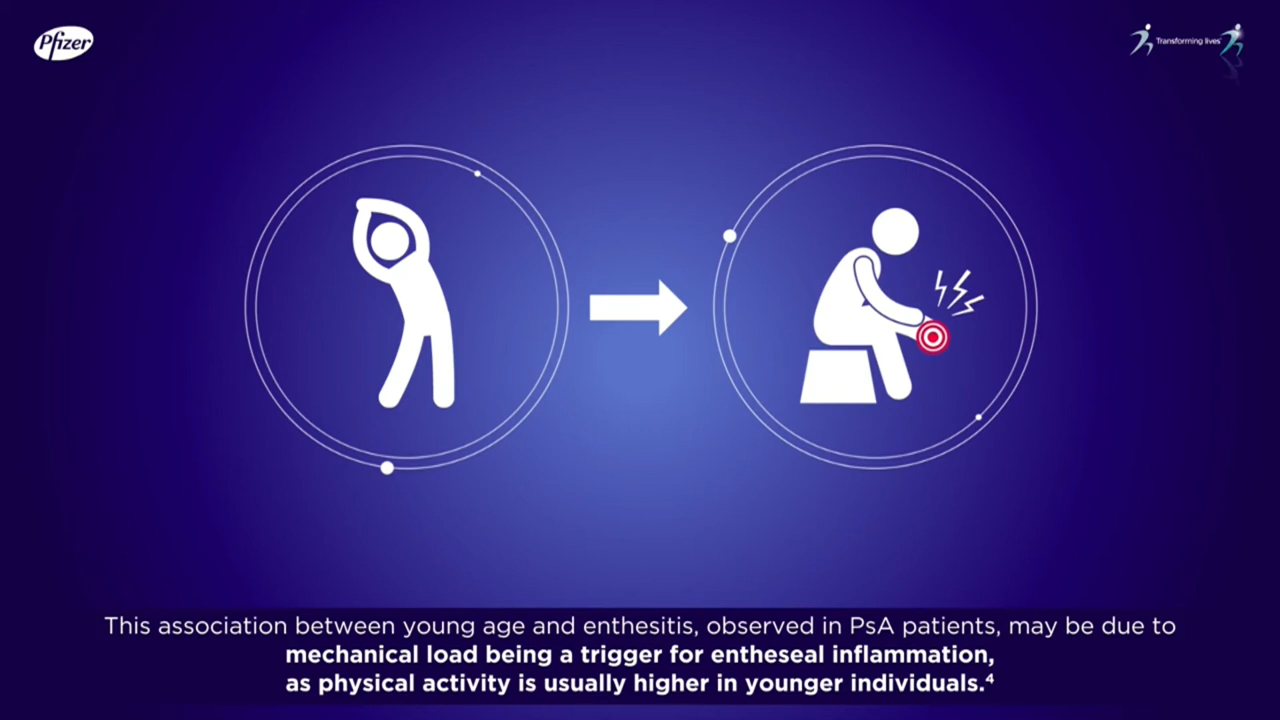 Pfizer
Transforming lives
This association between young age and enthesitis, observed in PsA patients, may be due to
mechanical load being a trigger for entheseal inflammation,
as physical activity is usually higher in younger individuals.⁴